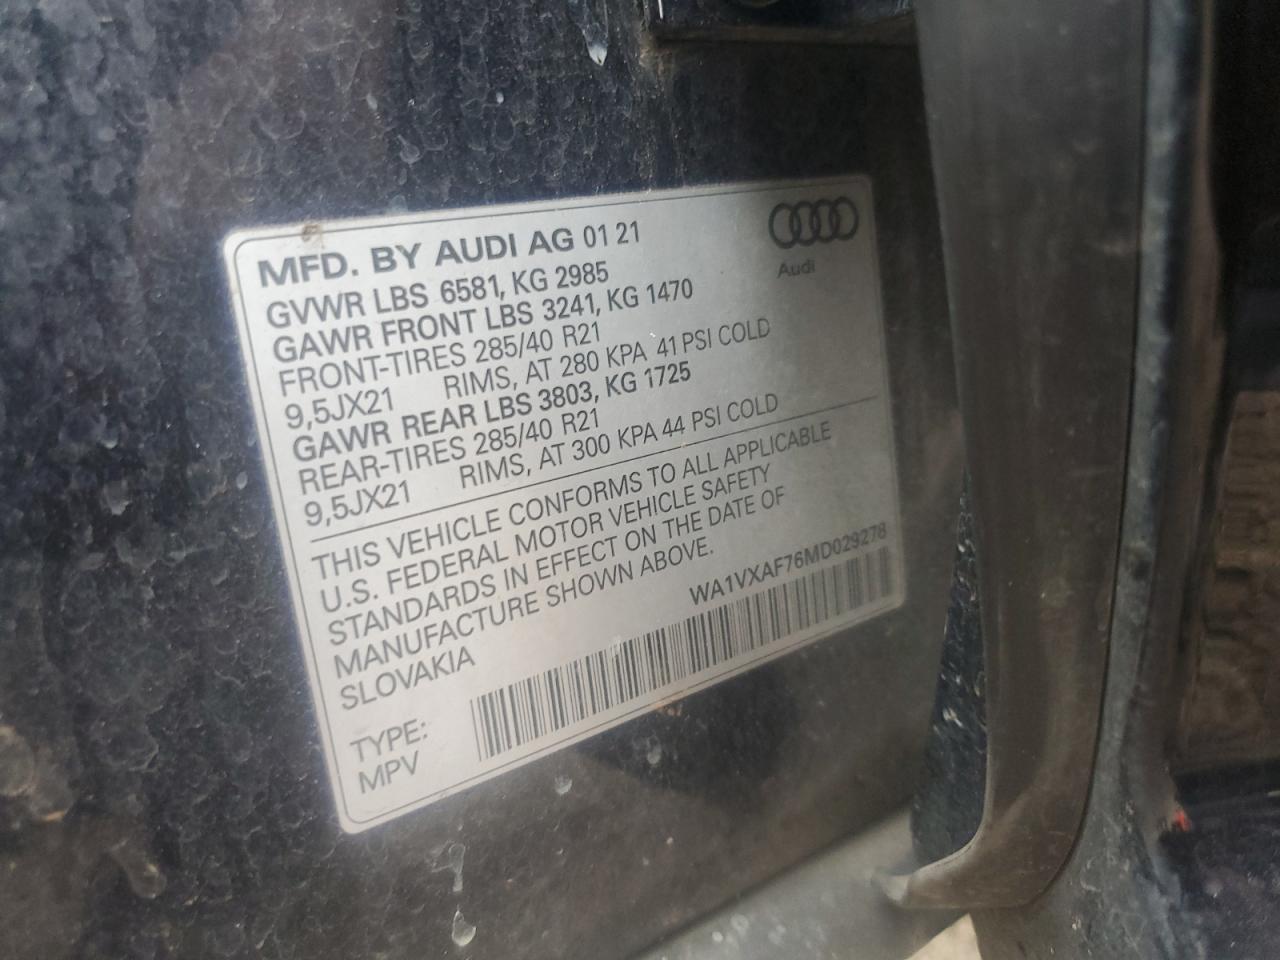 MFD. BY AUDI AG 01 21
Audi
GVWR LBS 6581, KG 2985
GAWR FRONT LBS 3241, KG 1470
FRONT-TIRES 285/40 R21
9,5JX21 RIMS, AT 280 KPA 41 PSI COLD
GAWR REAR LBS 3803, KG 1725
REAR-TIRES 285/40 R21
9,5JX21 RIMS, AT 300 KPA 44 PSI COLD
THIS VEHICLE CONFORMS TO ALL APPLICABLE
U.S. FEDERAL MOTOR VEHICLE SAFETY
STANDARDS IN EFFECT ON THE DATE OF
MANUFACTURE SHOWN ABOVE.
SLOVAKIA
WA1VXAF76MD029278
TYPE:
MPV